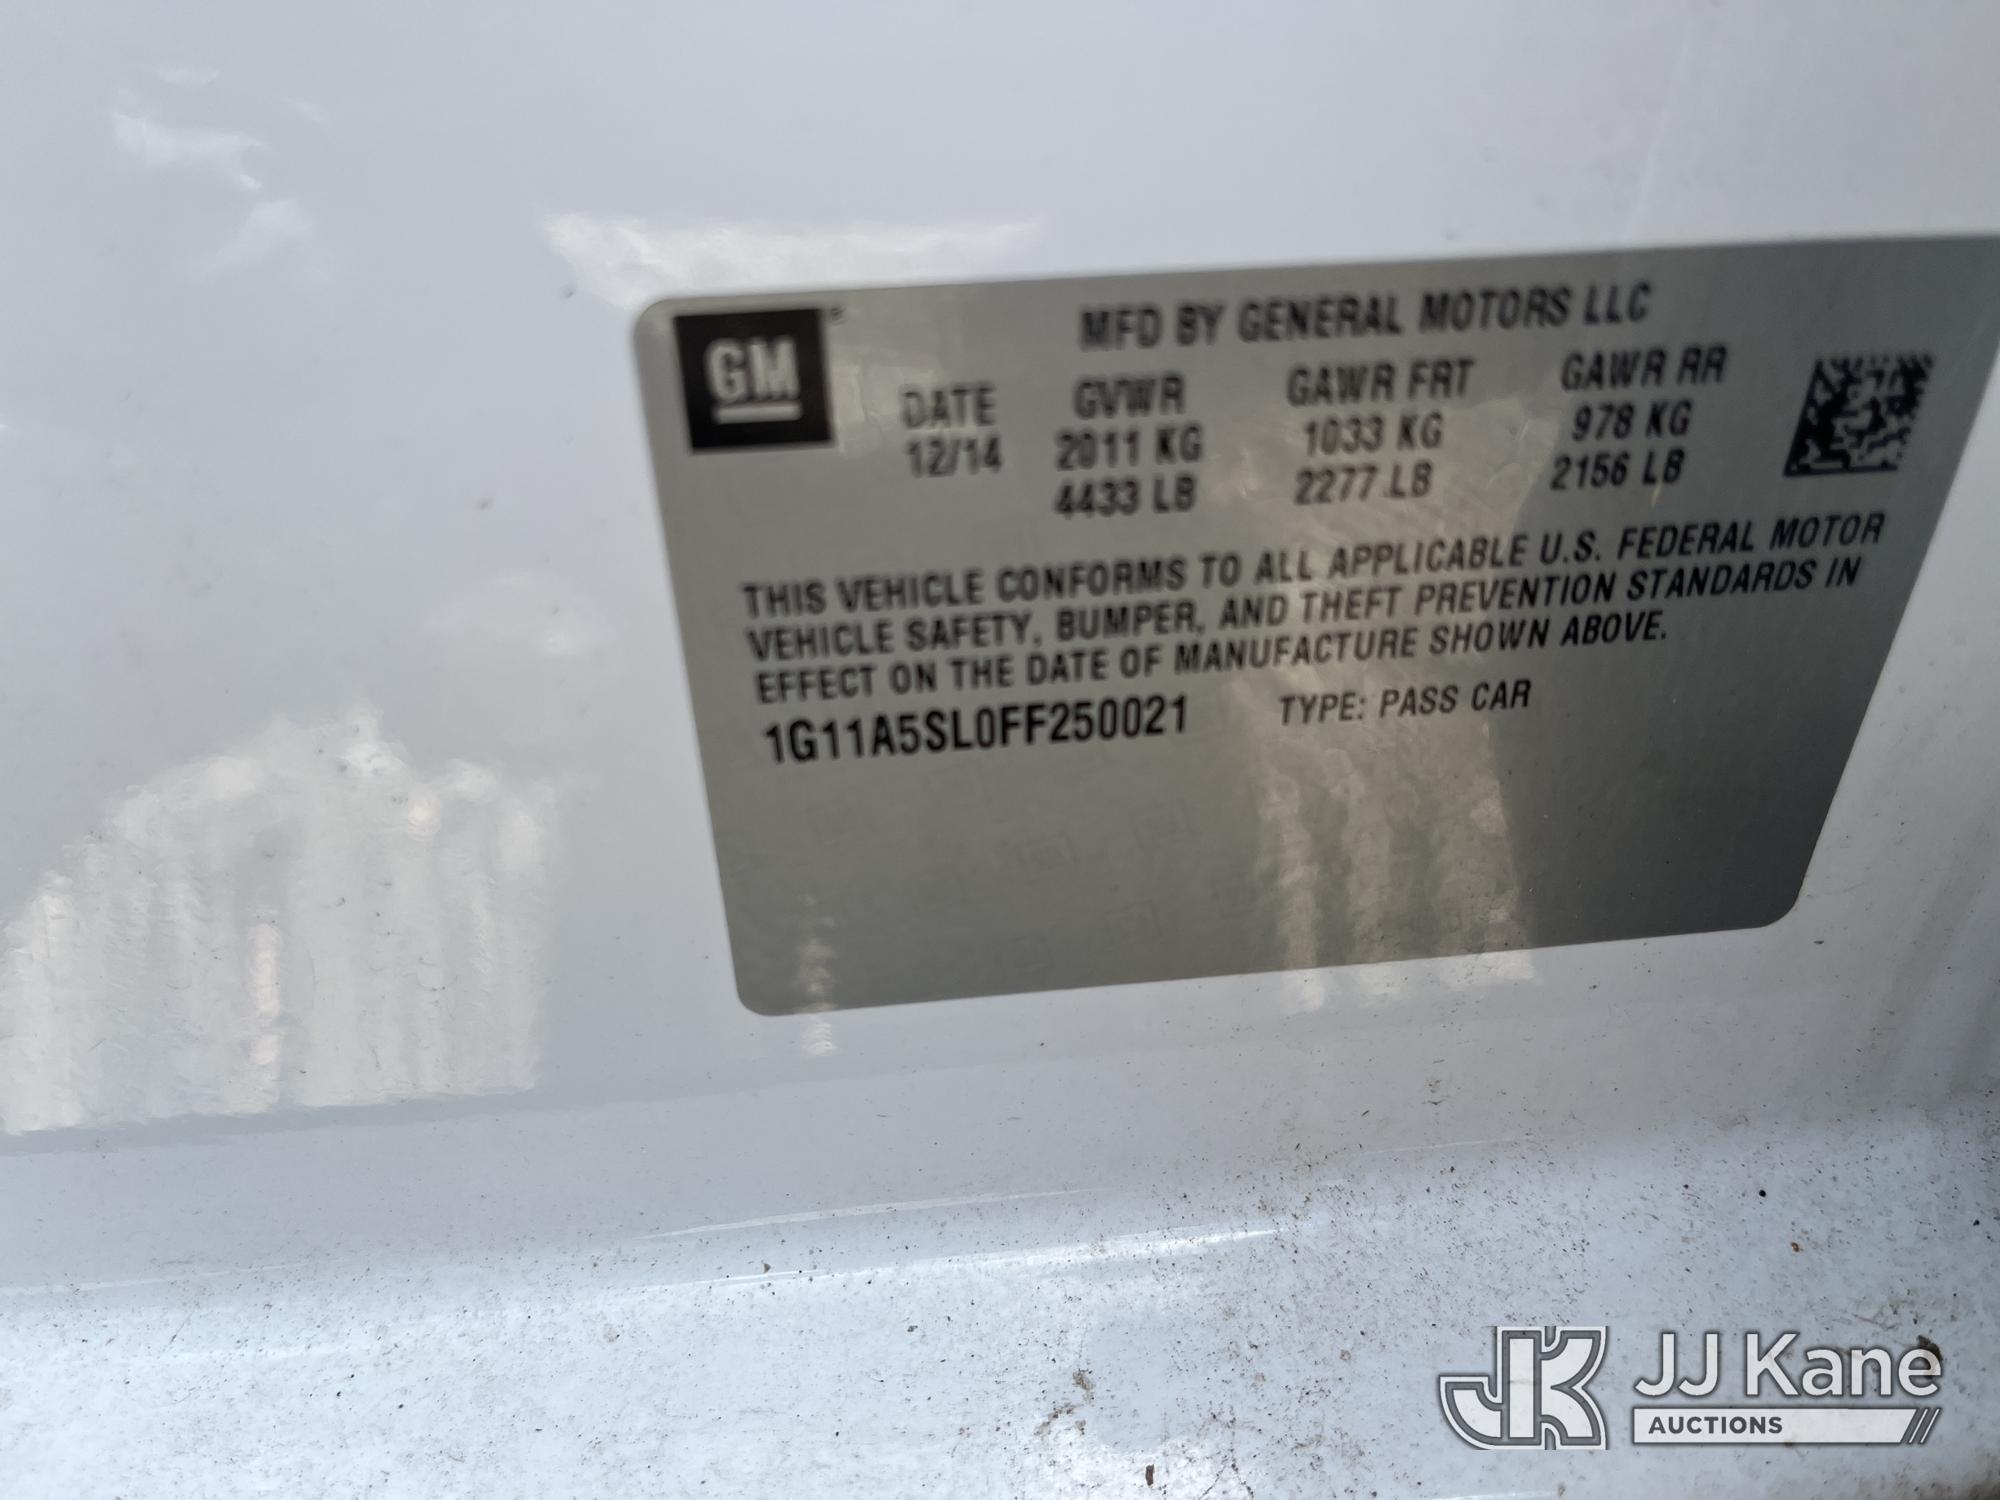 GM
MFD BY GENERAL MOTORS LLC
DATE GVWR GAWR FRT GAWR RR
12/14 2011 KG 1033 KG 978 KG
4433 LB 2277 LB 2156 LB
THIS VEHICLE CONFORMS TO ALL APPLICABLE U.S. FEDERAL MOTOR
VEHICLE SAFETY, BUMPER, AND THEFT PREVENTION STANDARDS IN
EFFECT ON THE DATE OF MANUFACTURE SHOWN ABOVE.
1G11A5SL0FF250021 TYPE: PASS CAR
JK JJ Kane
AUCTIONS